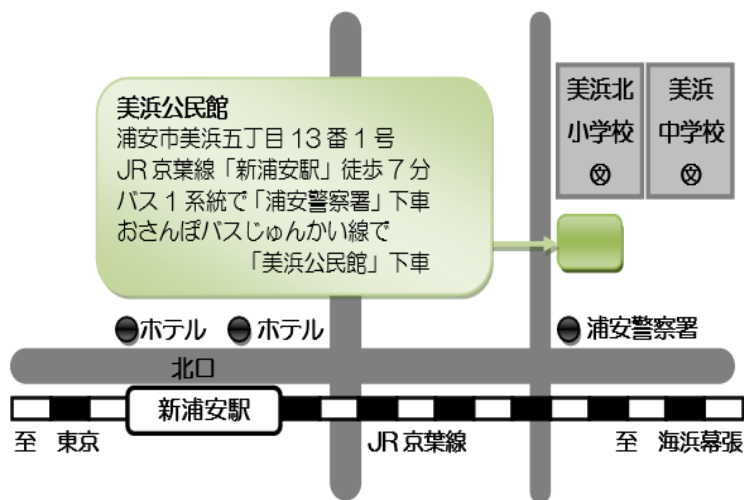 美浜公民館
浦安市美浜五丁目13番1号
JR京葉線「新浦安駅」徒歩7分
バス1系統で「浦安警察署」下車
おさんぽバスじゅんかい線で
「美浜公民館」下車
美浜北
小学校
文
美浜
中学校
文
ホテル
ホテル
浦安警察署
北口
新浦安駅
至 東京
JR京葉線
至 海浜幕張